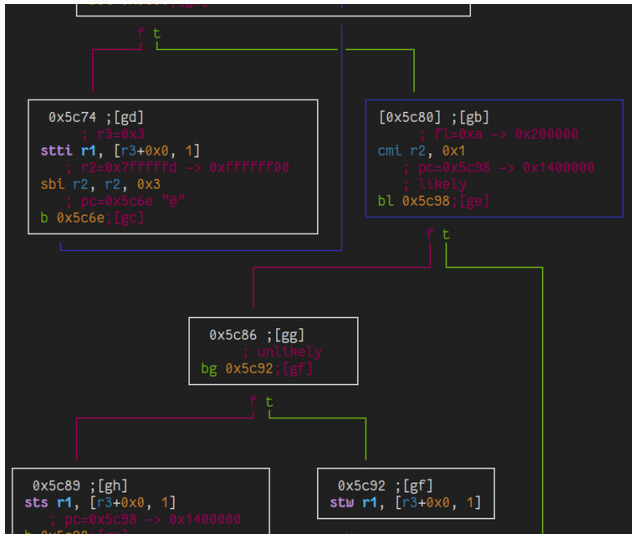 f t
0x5c74 ;[gd]
; r3=0x3
stti r1, [r3+0x0, 1]
; r2=0x7fffffd -> 0xffffff00
sbi r2, r2, 0x3
; pc=0x5c6e "@"
b 0x5c6e;[gc]
[0x5c80] ;[gb]
; fl=0xa -> 0x200000
cmi r2, 0x1
; pc=0x5c98 -> 0x1400000
; likely
bl 0x5c98;[ge]
f t
0x5c86 ;[gg]
; unlikely
bg 0x5c92;[gf]
f t
0x5c89 ;[gh]
sts r1, [r3+0x0, 1]
; pc=0x5c98 -> 0x1400000
0x5c92 ;[gf]
stw r1, [r3+0x0, 1]